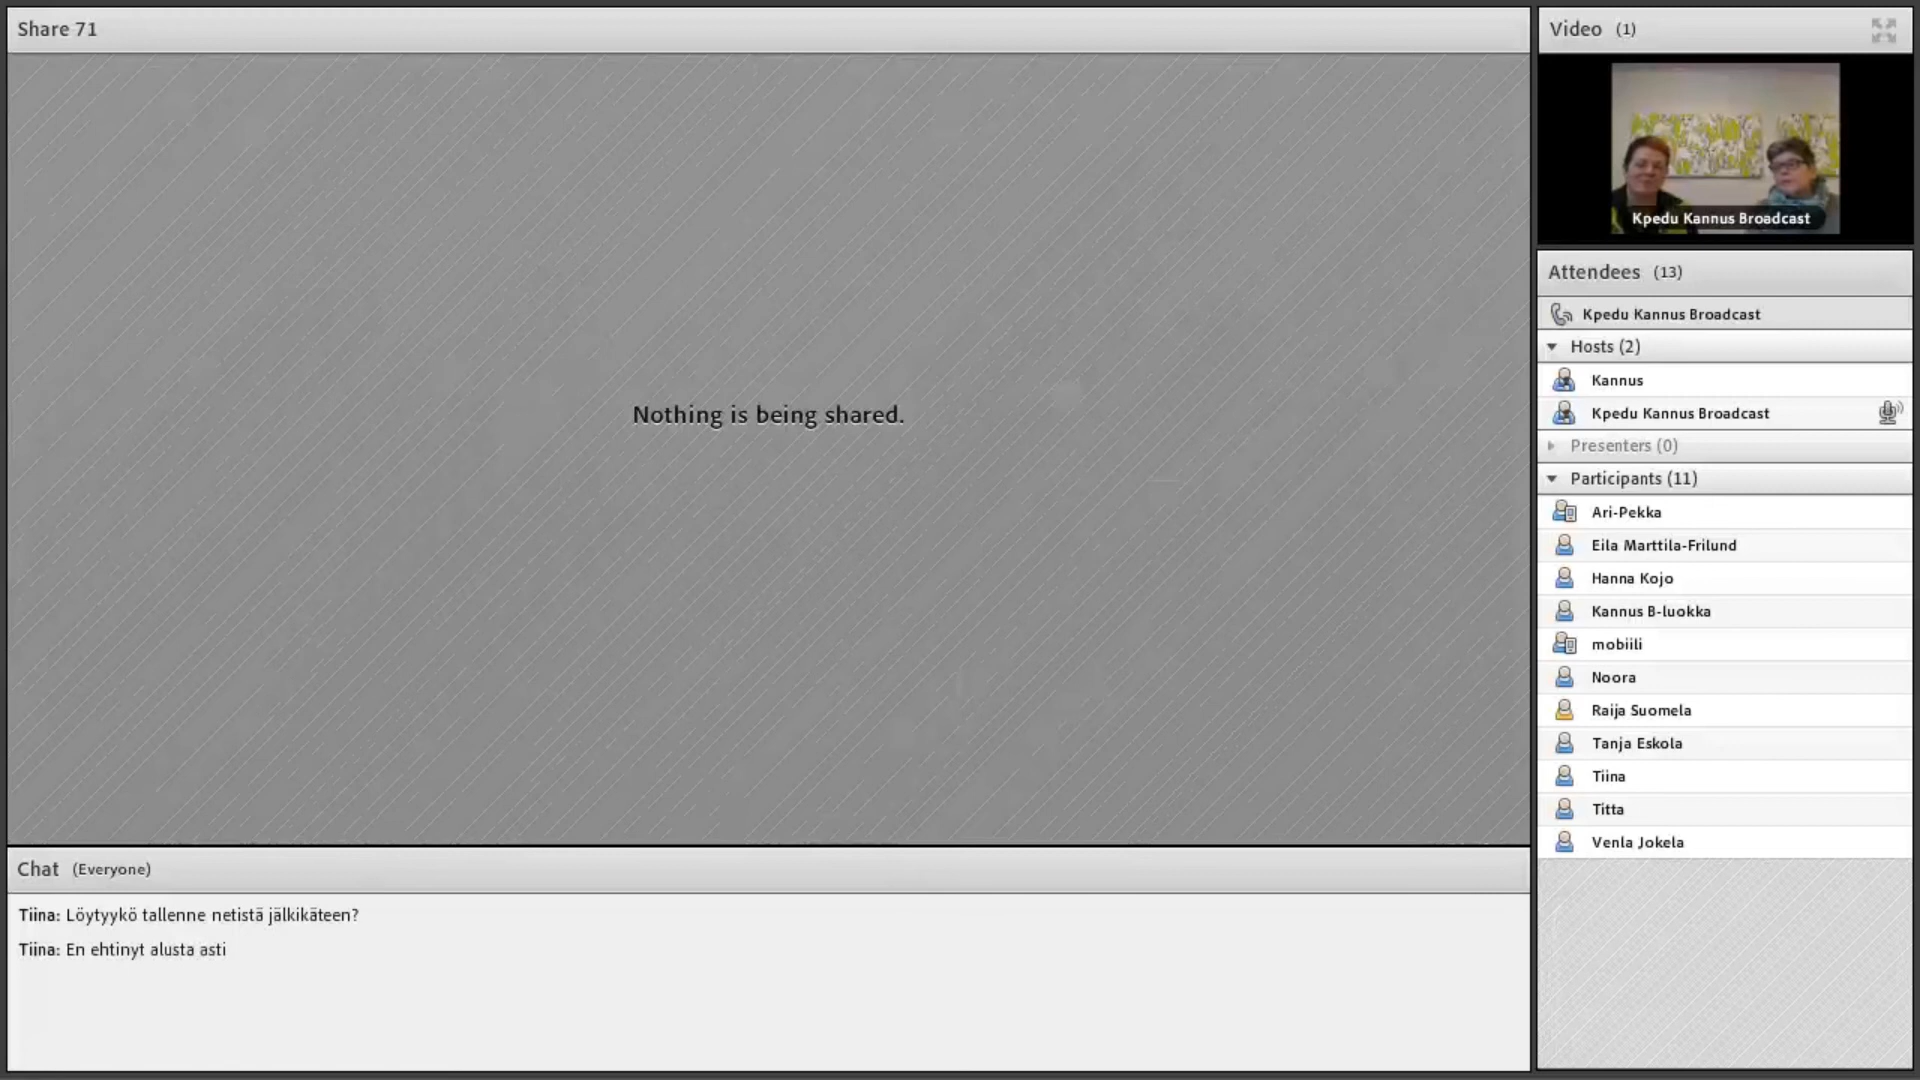 Share 71
Video (1)
Kpedu Kannus Broadcast
Attendees (13)
Kpedu Kannus Broadcast
Hosts (2)
Kannus
Kpedu Kannus Broadcast
Presenters (0)
Participants (11)
Ari-Pekka
Eila Marttila-Frilund
Hanna Kojo
Kannus B-luokka
mobiili
Noora
Raija Suomela
Tanja Eskola
Tiina
Titta
Venla Jokela
Nothing is being shared.
Chat (Everyone)
Tiina: Löytyykö tallenne netistä jälkikäteen?
Tiina: En ehtinyt alusta asti